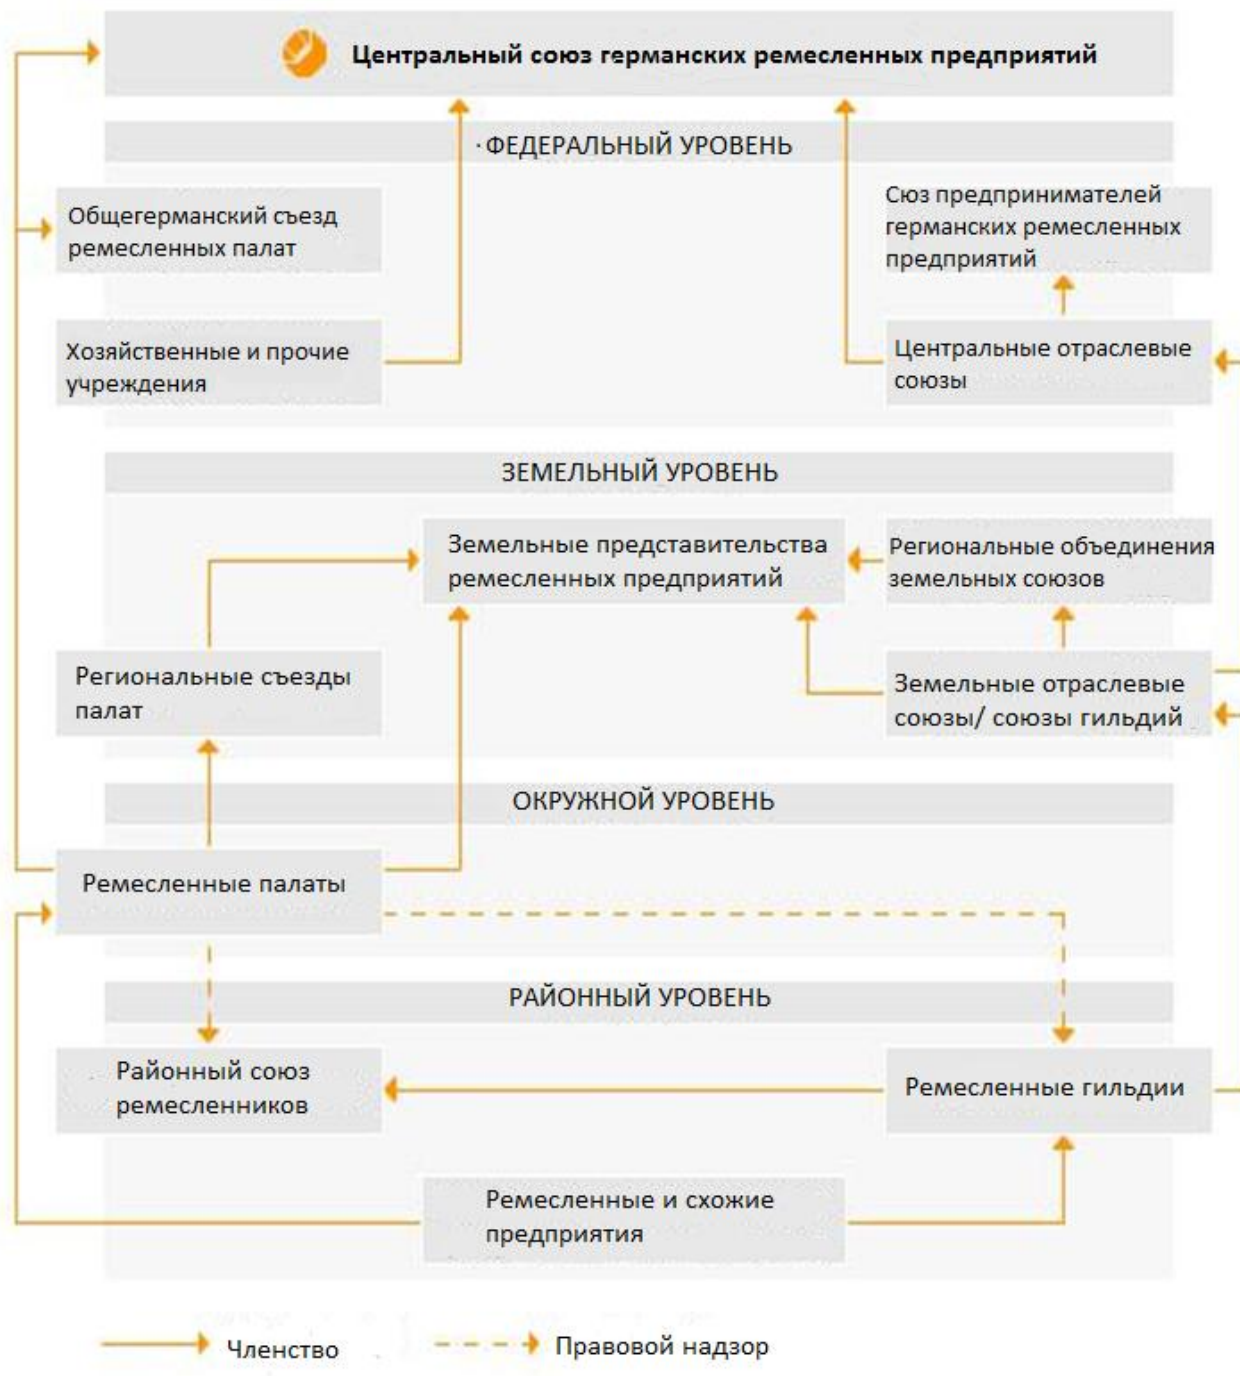 Центральный союз германских ремесленных предприятий
·ФЕДЕРАЛЬНЫЙ УРОВЕНЬ
Общегерманский съезд
ремесленных палат
Сюз предпринимателей
германских ремесленных
предприятий
Хозяйственные и прочие
учреждения
Центральные отраслевые
союзы
ЗЕМЕЛЬНЫЙ УРОВЕНЬ
Земельные представительства
ремесленных предприятий
Региональные объединения
земельных союзов
Региональные съезды
палат
Земельные отраслевые
союзы/ союзы гильдий
ОКРУЖНОЙ УРОВЕНЬ
Ремесленные палаты
РАЙОННЫЙ УРОВЕНЬ
Районный союз
ремесленников
Ремесленные гильдии
Ремесленные и схожие
предприятия
Членство
Правовой надзор